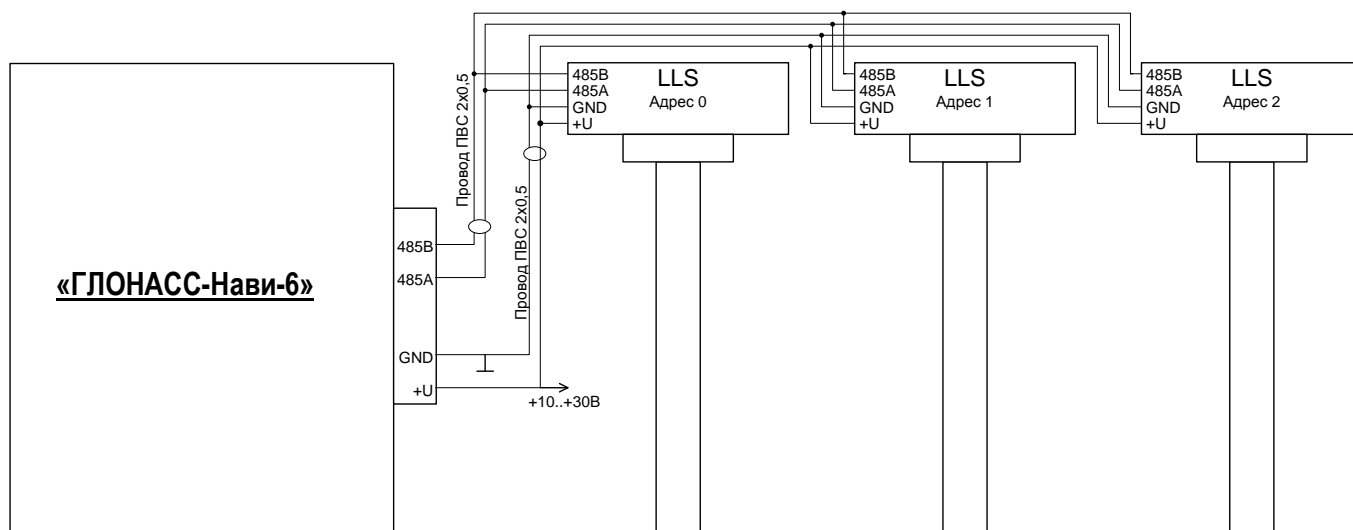 «ГЛОНАСС-Нави-6»
485B
485A
GND
+U
Провод ПВС 2х0,5
Провод ПВС 2х0,5
+10..+30В
485B
485A
GND
+U
LLS
Адрес 0
485B
485A
GND
+U
LLS
Адрес 1
485B
485A
GND
+U
LLS
Адрес 2